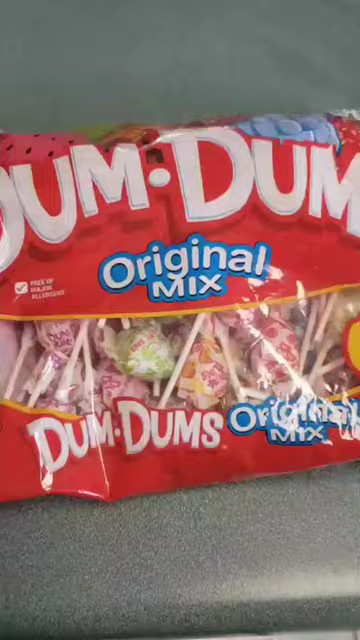 DUM·DUMS
Original
MIX
FREE OF
MAJOR
ALLERGENS
DUM·DUMS
Original
MIX